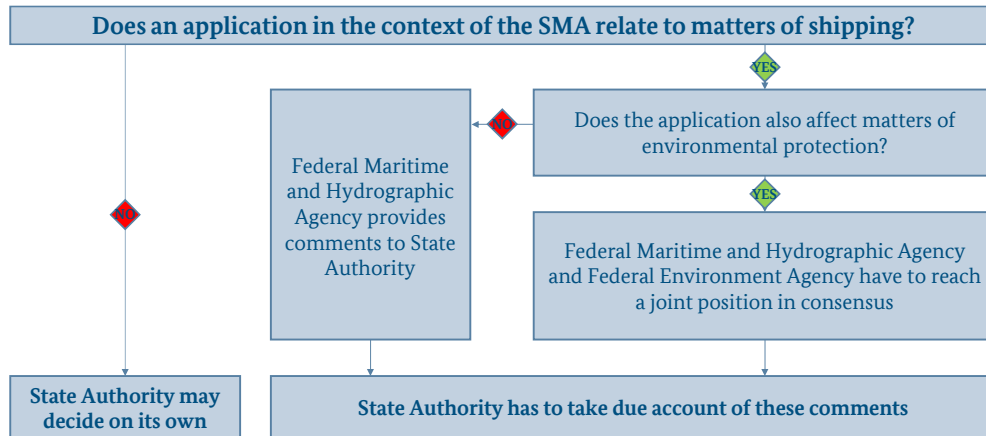 Does an application in the context of the SMA relate to matters of shipping?
YES
Does the application also affect matters of
environmental protection?
NO
Federal Maritime
and Hydrographic
Agency provides
comments to State
Authority
YES
NO
Federal Maritime and Hydrographic Agency
and Federal Environment Agency have to reach
a joint position in consensus
State Authority may
decide on its own
State Authority has to take due account of these comments